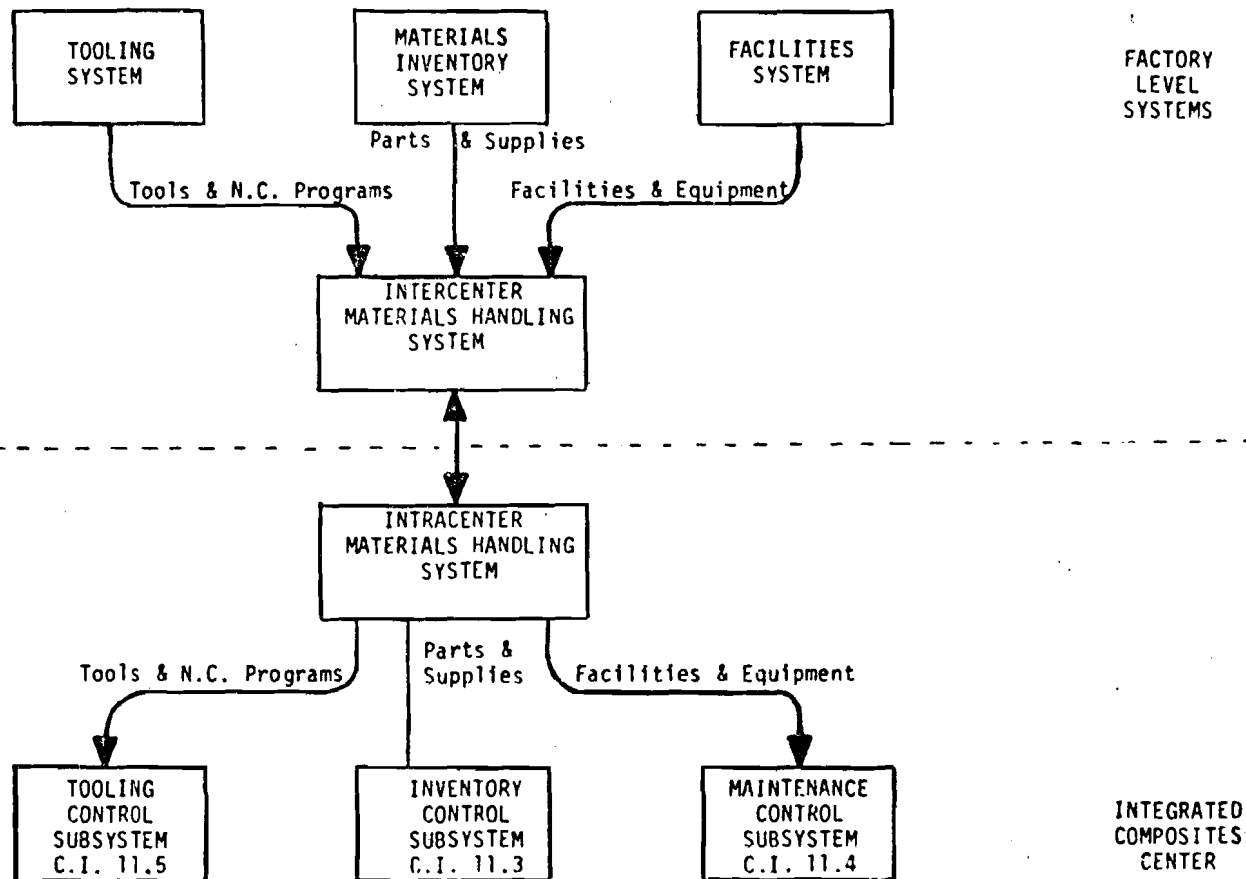 TOOLING
SYSTEM
MATERIALS
INVENTORY
SYSTEM
FACILITIES
SYSTEM
FACTORY
LEVEL
SYSTEMS
Parts & Supplies
Tools & N.C. Programs
Facilities & Equipment
INTERCENTER
MATERIALS HANDLING
SYSTEM
INTRACENTER
MATERIALS HANDLING
SYSTEM
Tools & N.C. Programs
Parts &
Supplies
Facilities & Equipment
TOOLING
CONTROL
SUBSYSTEM
C.I. 11.5
INVENTORY
CONTROL
SUBSYSTEM
C.I. 11.3
MAINTENANCE
CONTROL
SUBSYSTEM
C.I. 11.4
INTEGRATED
COMPOSITES
CENTER